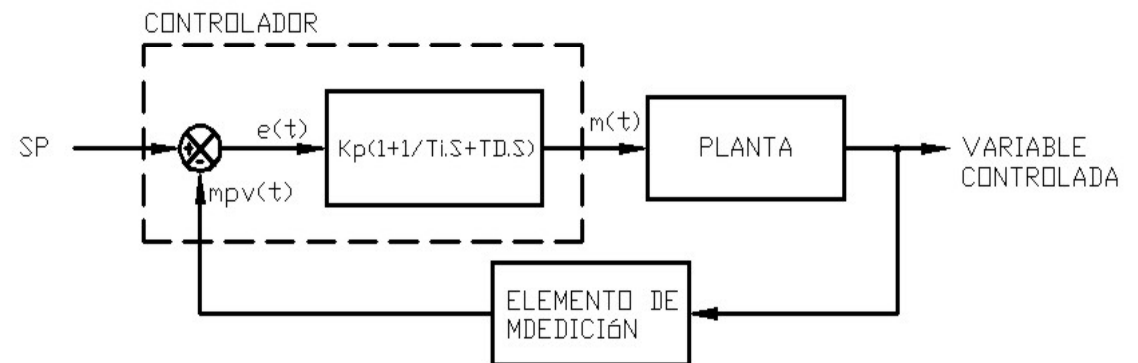 CONTROLADOR
SP
+
-
e(t)
mpv(t)
Kp(1+1/Ti.S+TD.S)
m(t)
PLANTA
VARIABLE
CONTROLADA
ELEMENTO DE
MDEDICIóN